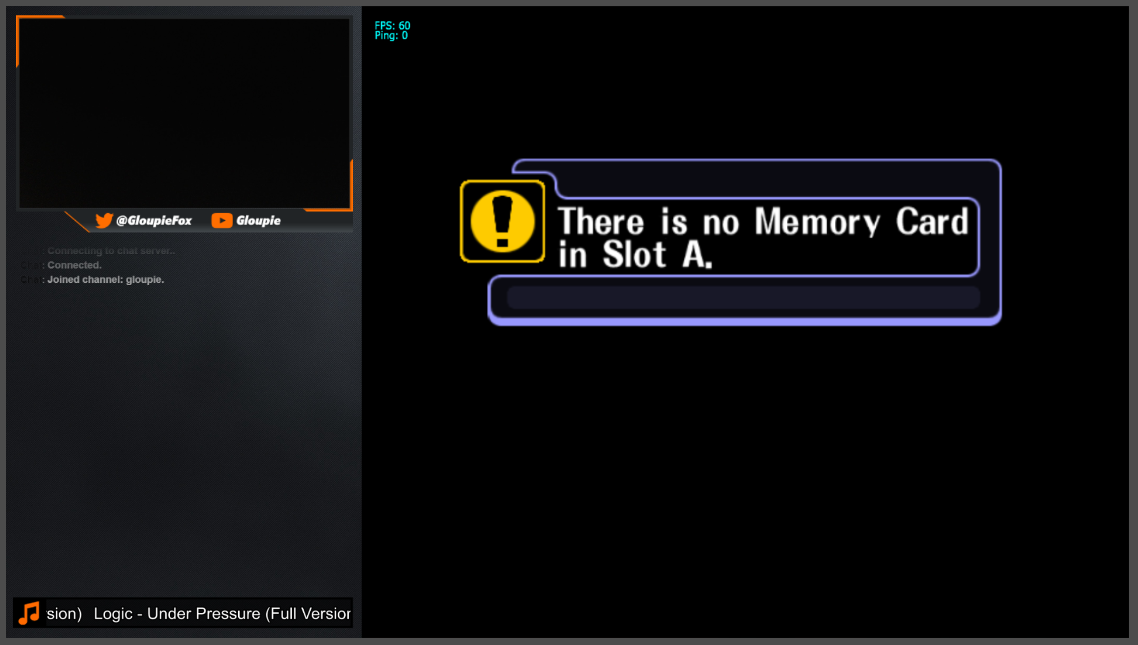 FPS: 60
Ping: 0
There is no Memory Card
in Slot A.
@GloupieFox Gloupie
: Connecting to chat server..
: Connected.
: Joined channel: gloupie.
sion) Logic - Under Pressure (Full Version